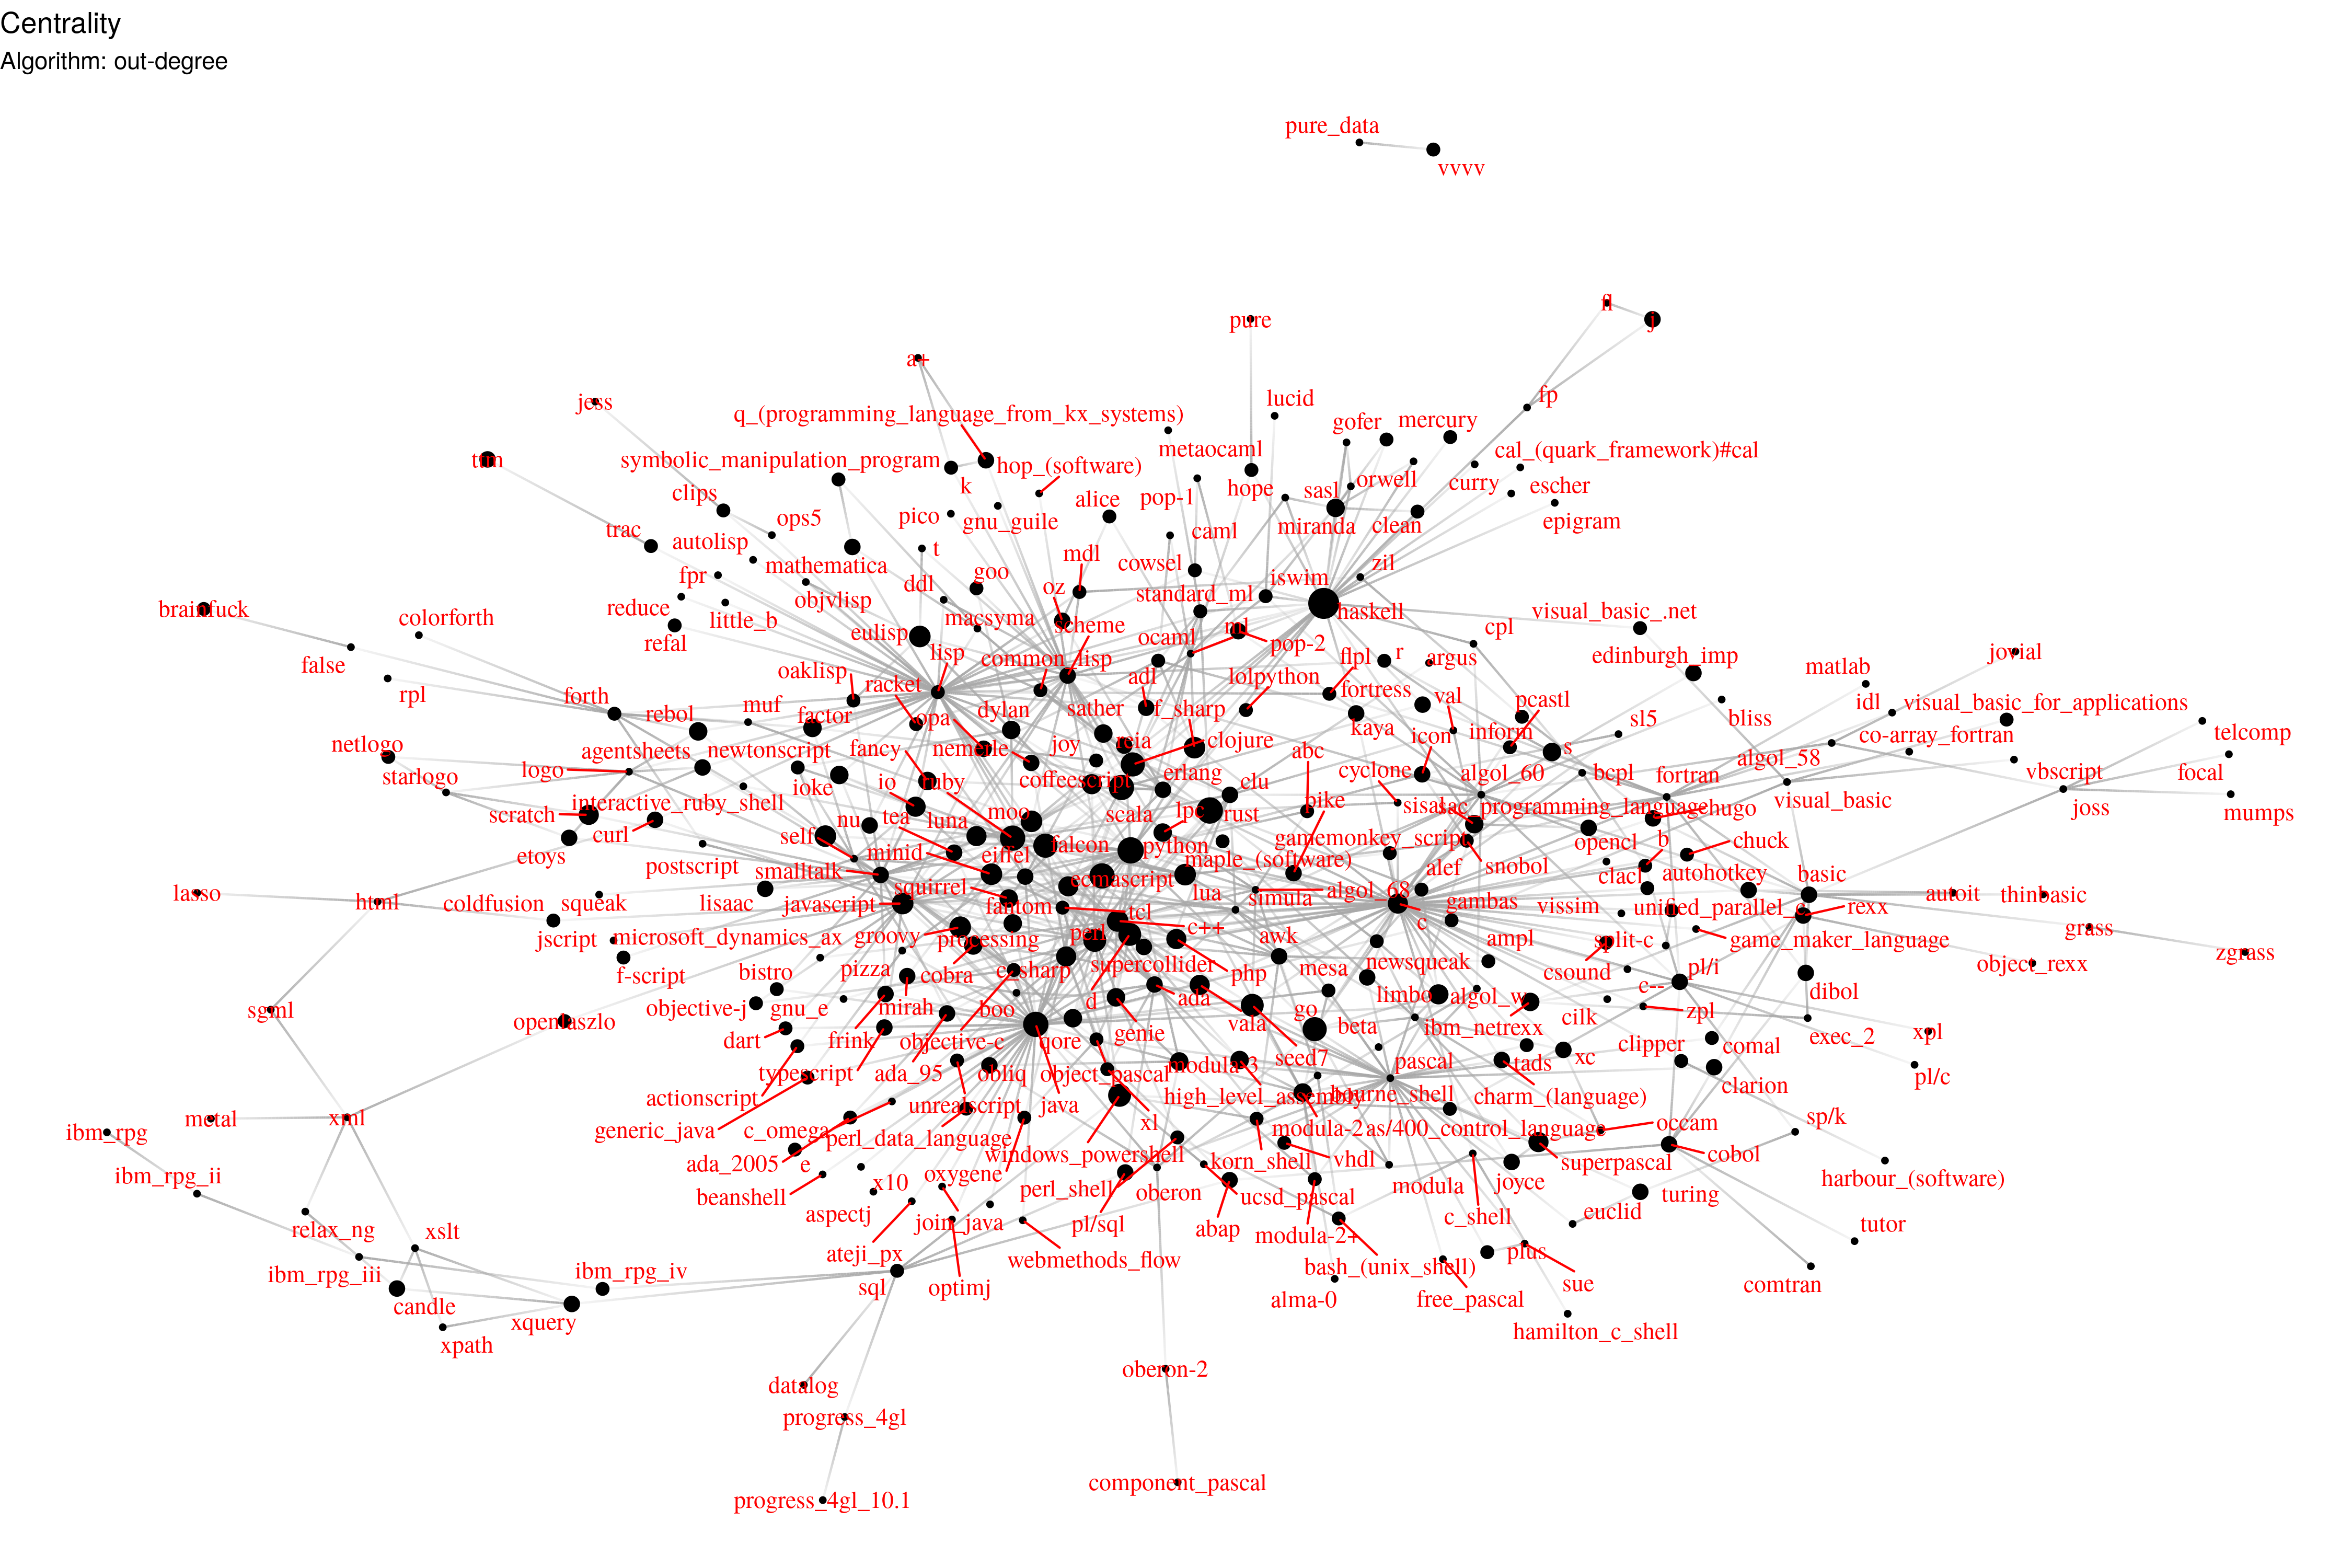 Centrality
Algorithm: out-degree
pure_data
vvvv
fl
j
pure
a+
jess
fp
lucid
q_(programming_language_from_kx_systems)
gofer
mercury
metaocaml
cal_(quark_framework)#cal
ttm
symbolic_manipulation_program
hop_(software)
k
clips
alice
pop-1
hope
sasl
orwell
curry
escher
pico
gnu_guile
ops5
trac
autolisp
caml
miranda
clean
epigram
t
mdl
cowsel
zil
mathematica
fpr
ddl
goo
oz
iswim
standard_ml
objvlisp
brainfuck
colorforth
reduce
little_b
macsyma
haskell
visual_basic_.net
refal
eulisp
scheme
ml
cpl
false
lisp
common_lisp
ocaml
pop-2
flpl
r
argus
edinburgh_imp
jovial
oaklisp
racket
adl
lolpython
matlab
rpl
forth
fortress
val
pcastl
idl
visual_basic_for_applications
muf
rebol
factor
opa
dylan
sather
f_sharp
kaya
sl5
bliss
telcomp
netlogo
agentsheets
newtonscript
fancy
nemerle
joy
reia
clojure
abc
icon
inform
s
co-array_fortran
starlogo
logo
ioke
io
ruby
coffeescript
erlang
clu
cyclone
algol_60
bcpl
fortran
algol_58
vbscript
focal
scratch
interactive_ruby_shell
nu
tea
luna
moo
scala
lpc
rust
pike
sisal
sac_programming_language
hugo
visual_basic
joss
mumps
curl
self
etoys
postscript
minid
eiffel
falcon
python
maple_(software)
gamemonkey_script
alef
snobol
opencl
b
chuck
smalltalk
squirrel
ecmascript
clacl
autohotkey
basic
lasso
html
coldfusion
squeak
lisaac
javascript
fantom
tcl
lua
simula
algol_68
c
gambas
vissim
unified_parallel_c
rexx
autoit
thinbasic
grass
jscript
microsoft_dynamics_ax
groovy
processing
perl
c++
awk
ampl
split-c
game_maker_language
zgrass
f-script
bistro
pizza
cobra
c_sharp
supercollider
php
mesa
newsqueak
csound
pl/i
object_rexx
sgml
openlaszlo
objective-j
gnu_e
mirah
boo
d
ada
limbo
algol_w
c--
dibol
dart
frink
objective-c
qore
genie
vala
go
beta
ibm_netrexx
cilk
zpl
exec_2
xpl
typescript
ada_95
obliq
object_pascal
modula-3
seed7
pascal
tads
xc
clipper
comal
clarion
pl/c
actionscript
generic_java
unrealscript
java
high_level_assembly
bourne_shell
charm_(language)
ibm_rpg
metal
xml
c_omega
perl_data_language
xl
modula-2
as/400_control_language
occam
sp/k
ada_2005
e
windows_powershell
korn_shell
vhdl
superpascal
cobol
ibm_rpg_ii
beanshell
x10
oxygene
perl_shell
oberon
ucsd_pascal
modula
joyce
turing
harbour_(software)
relax_ng
xslt
aspectj
join_java
pl/sql
abap
modula-2+
c_shell
euclid
tutor
ibm_rpg_iii
ibm_rpg_iv
ateji_px
webmethods_flow
bash_(unix_shell)
plus
sue
comtran
candle
sql
optimj
alma-0
free_pascal
xquery
hamilton_c_shell
xpath
oberon-2
datalog
progress_4gl
component_pascal
progress_4gl_10.1